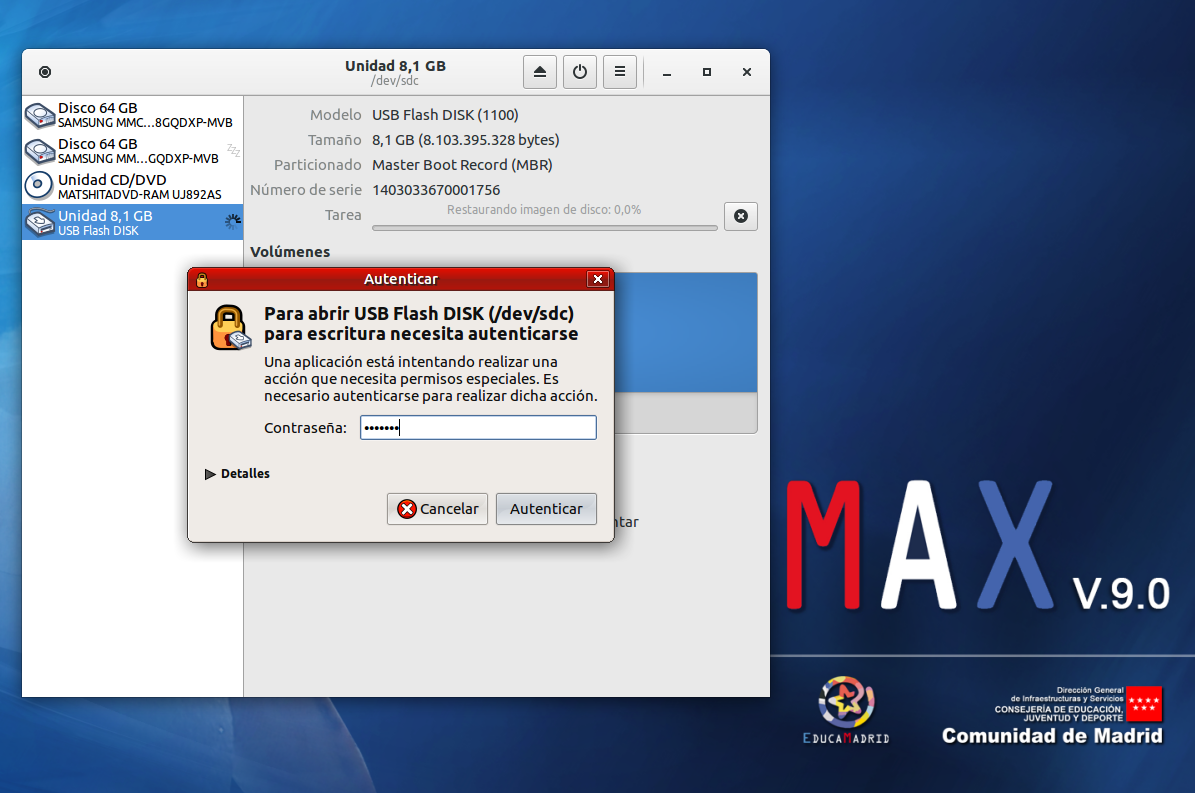 Unidad 8,1 GB
/dev/sdc
Disco 64 GB
SAMSUNG MMC...8GQDXP-MVB
Disco 64 GB
SAMSUNG MM...GQDXP-MVB
zzz
Unidad CD/DVD
MATSHITADVD-RAM UJ892AS
Unidad 8,1 GB
USB Flash DISK
Modelo USB Flash DISK (1100)
Tamaño 8,1 GB (8.103.395.328 bytes)
Particionado Master Boot Record (MBR)
Número de serie 1403033670001756
Tarea Restaurando imagen de disco: 0,0%
Volúmenes
Autenticar
Para abrir USB Flash DISK (/dev/sdc)
para escritura necesita autenticarse
Una aplicación está intentando realizar una
acción que necesita permisos especiales. Es
necesario autenticarse para realizar dicha acción.
Contraseña: •••••••
Detalles
Cancelar Autenticar
ntar
MAX V.9.0
EDUCAMADRID
Dirección General
de Infraestructuras y Servicios
CONSEJERÍA DE EDUCACIÓN,
JUVENTUD Y DEPORTE
Comunidad de Madrid